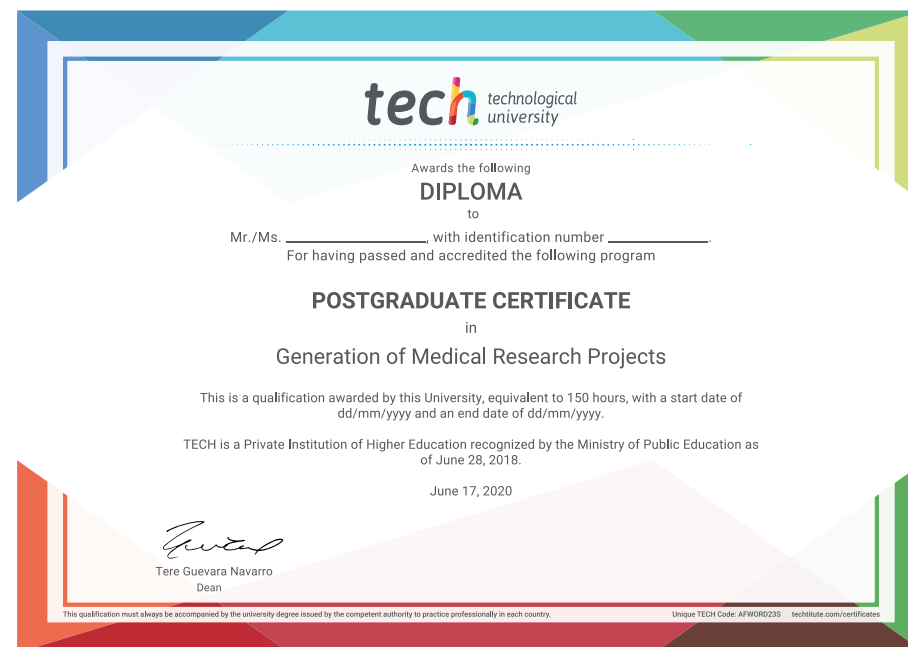 tech technological
university
Awards the following
DIPLOMA
to
Mr./Ms. ____________________, with identification number ______________.
For having passed and accredited the following program
POSTGRADUATE CERTIFICATE
in
Generation of Medical Research Projects
This is a qualification awarded by this University, equivalent to 150 hours, with a start date of
dd/mm/yyyy and an end date of dd/mm/yyyy.
TECH is a Private Institution of Higher Education recognized by the Ministry of Public Education as
of June 28, 2018.
June 17, 2020
Tere Guevara Navarro
Dean
This qualification must always be accompanied by the university degree issued by the competent authority to practice professionally in each country. Unique TECH Code: AFWORD23S techtitute.com/certificates